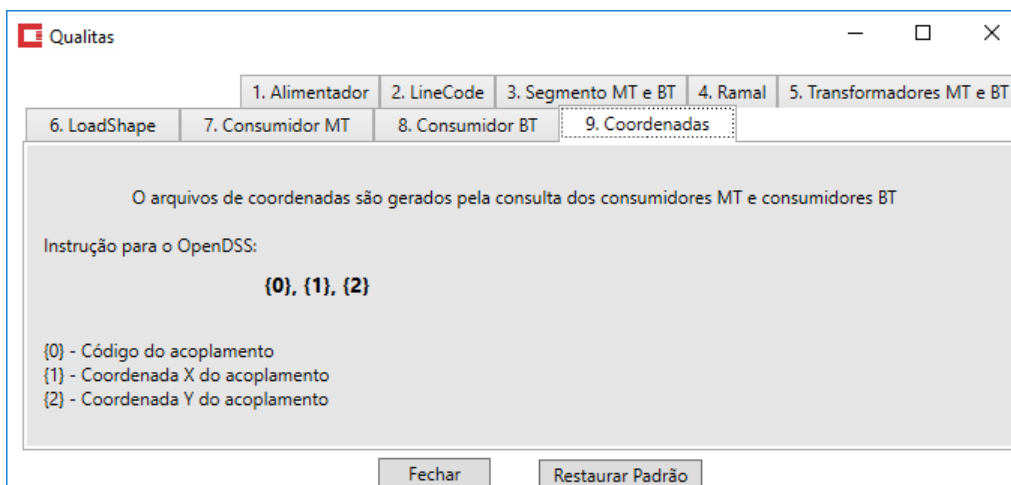 Qualitas
1. Alimentador 2. LineCode 3. Segmento MT e BT 4. Ramal 5. Transformadores MT e BT
6. LoadShape 7. Consumidor MT 8. Consumidor BT 9. Coordenadas
O arquivos de coordenadas são gerados pela consulta dos consumidores MT e consumidores BT
Instrução para o OpenDSS:
{0}, {1}, {2}
{0} - Código do acoplamento
{1} - Coordenada X do acoplamento
{2} - Coordenada Y do acoplamento
Fechar Restaurar Padrão